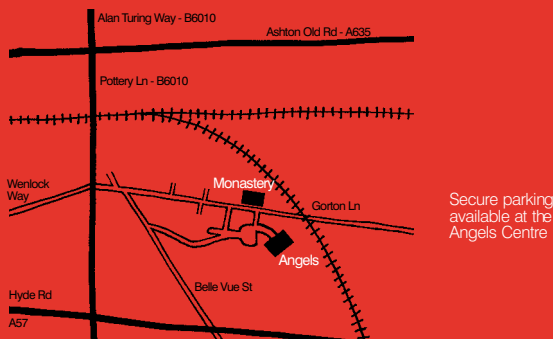 Alan Turing Way - B6010
Ashton Old Rd - A635
Pottery Ln - B6010
Wenlock
Way
Monastery
Gorton Ln
Secure parking
available at the
Angels Centre
Angels
Belle Vue St
Hyde Rd
A57